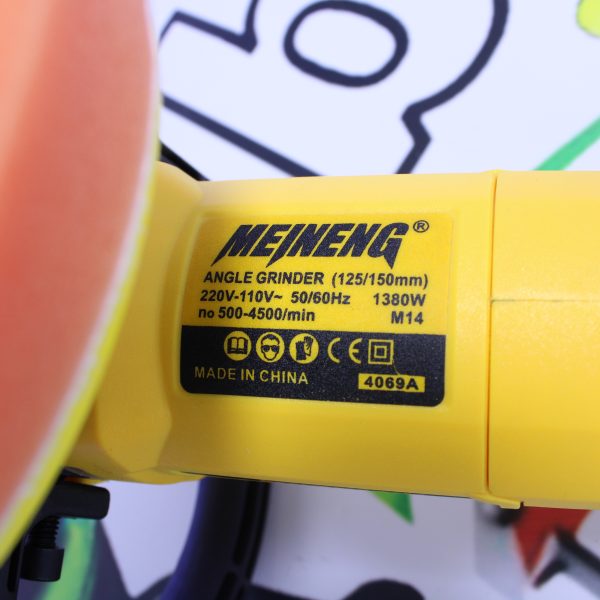 MEINENG®
ANGLE GRINDER (125/150mm)
220V-110V~ 50/60Hz 1380W
no 500-4500/min M14
CE
MADE IN CHINA 4069A